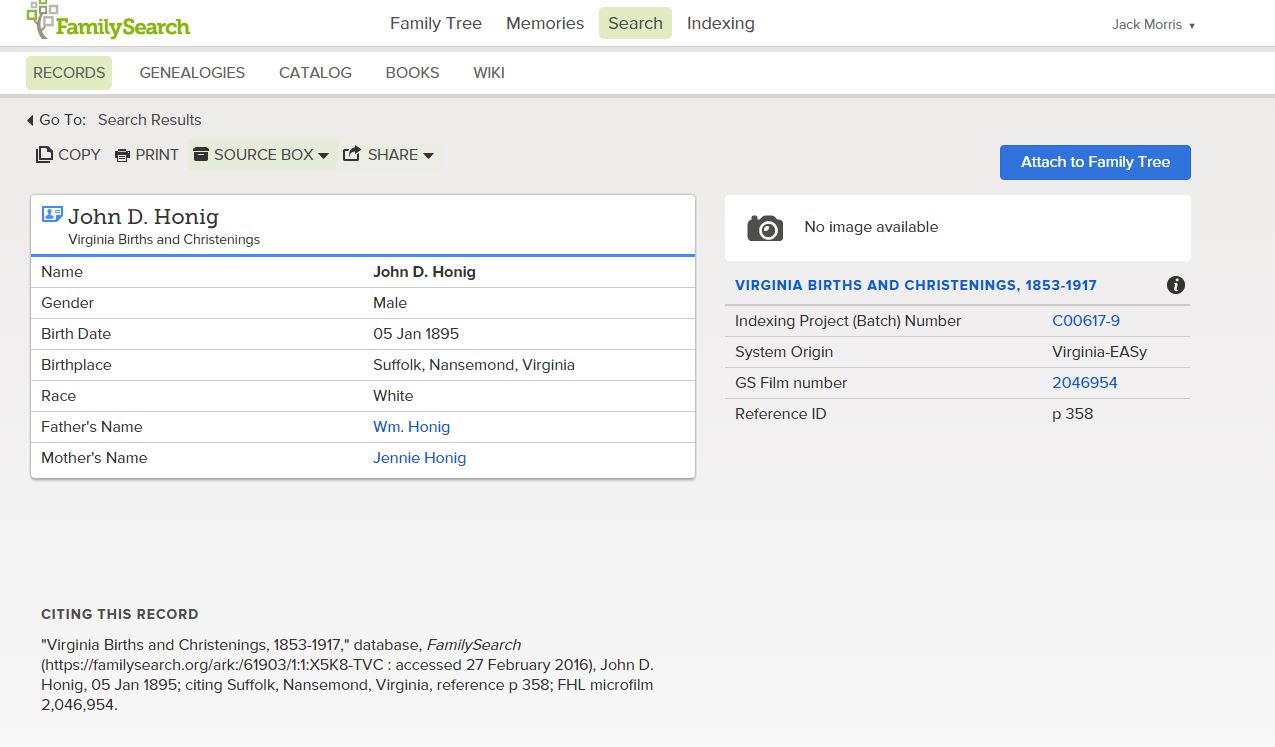 FamilySearch
Family Tree Memories Search Indexing
Jack Morris
RECORDS GENEALOGIES CATALOG BOOKS WIKI
Go To: Search Results
COPY PRINT SOURCE BOX SHARE
Attach to Family Tree
John D. Honig
Virginia Births and Christenings
Name John D. Honig
Gender Male
Birth Date 05 Jan 1895
Birthplace Suffolk, Nansemond, Virginia
Race White
Father's Name Wm. Honig
Mother's Name Jennie Honig
No image available
VIRGINIA BIRTHS AND CHRISTENINGS, 1853-1917
Indexing Project (Batch) Number C00617-9
System Origin Virginia-EASy
GS Film number 2046954
Reference ID p 358
CITING THIS RECORD
"Virginia Births and Christenings, 1853-1917," database, FamilySearch
(https://familysearch.org/ark:/61903/1:1:X5K8-TVC : accessed 27 February 2016), John D.
Honig, 05 Jan 1895; citing Suffolk, Nansemond, Virginia, reference p 358; FHL microfilm
2,046,954.